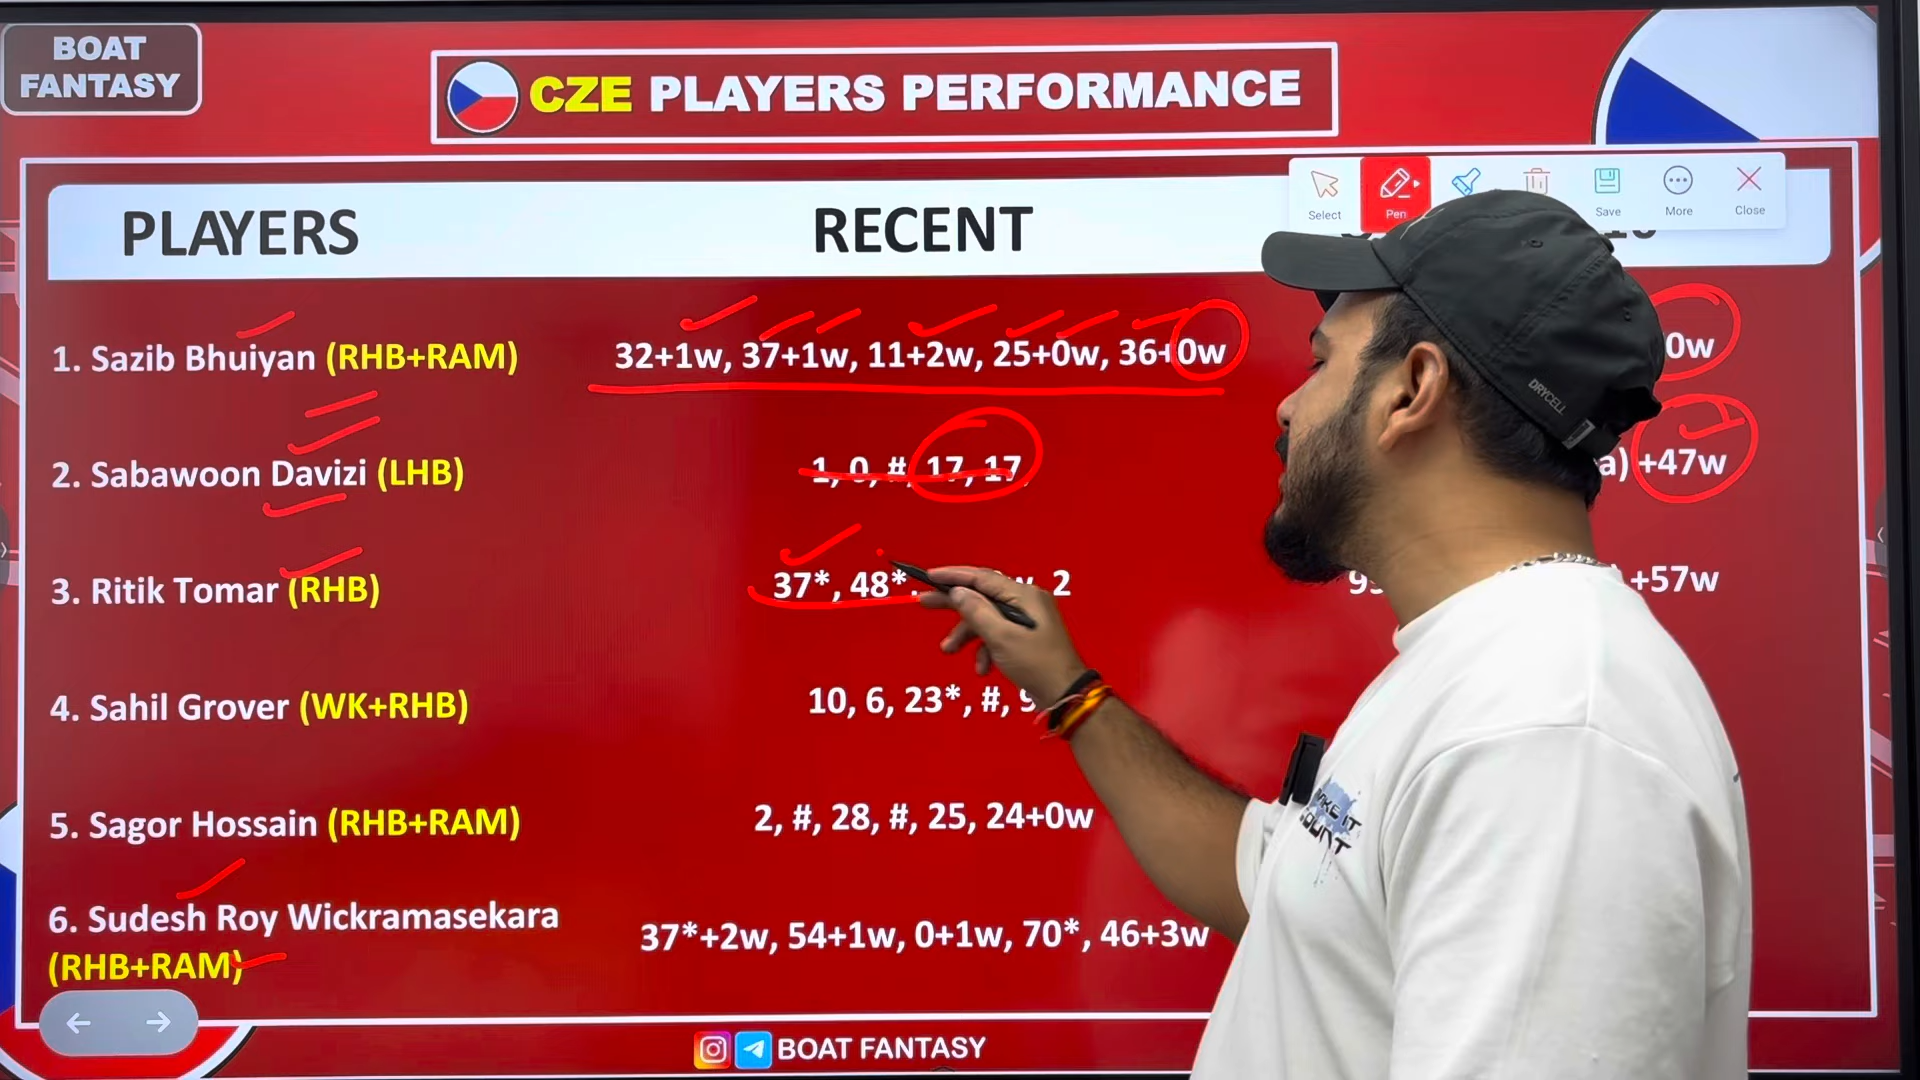 BOAT
FANTASY
CZE PLAYERS PERFORMANCE
Select
Pen
Save
More
Close
PLAYERS RECENT
1. Sazib Bhuiyan (RHB+RAM) 32+1w, 37+1w, 11+2w, 25+0w, 36+0w 0w
2. Sabawoon Davizi (LHB) 1, 0, #, 17, 17 a) +47w
3. Ritik Tomar (RHB) 37*, 48*, 2 +57w
4. Sahil Grover (WK+RHB) 10, 6, 23*, #,
5. Sagor Hossain (RHB+RAM) 2, #, 28, #, 25, 24+0w
6. Sudesh Roy Wickramasekara 37*+2w, 54+1w, 0+1w, 70*, 46+3w
(RHB+RAM)
BOAT FANTASY
DRYCELL